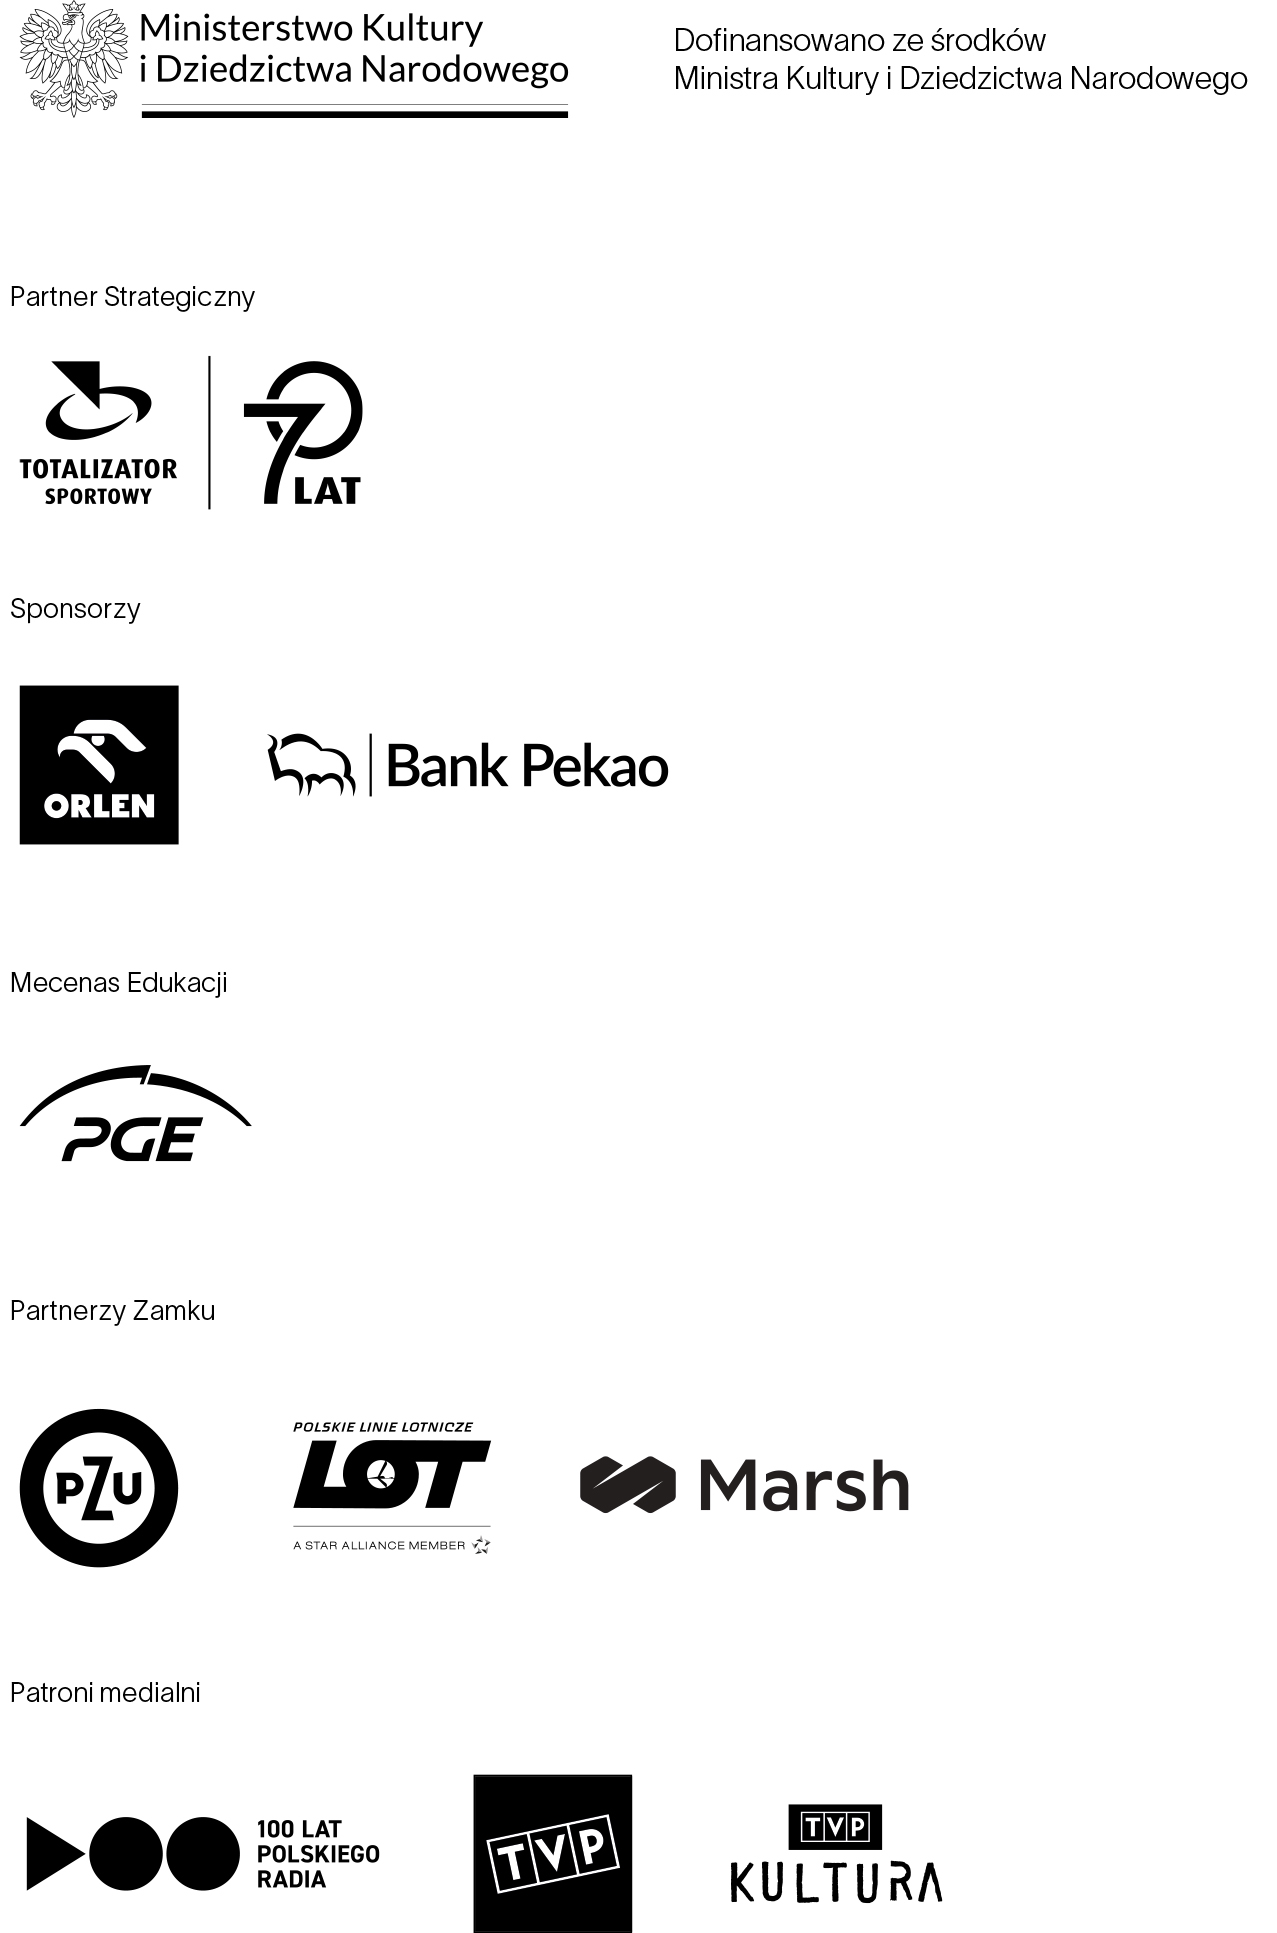 Ministerstwo Kultury
i Dziedzictwa Narodowego
Dofinansowano ze środków
Ministra Kultury i Dziedzictwa Narodowego
Partner Strategiczny
TOTALIZATOR
SPORTOWY
70
LAT
Sponsorzy
ORLEN
Bank Pekao
Mecenas Edukacji
PGE
Partnerzy Zamku
PZU
POLSKIE LINIE LOTNICZE
LOT
A STAR ALLIANCE MEMBER
Marsh
Patroni medialni
100 LAT
POLSKIEGO
RADIA
TVP
TVP
KULTURA